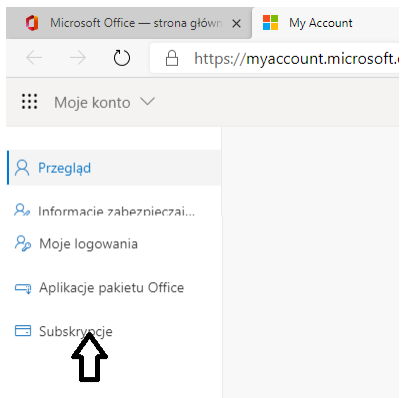 Microsoft Office — strona główn
My Account
https://myaccount.microsoft.
Moje konto
Przegląd
Informacje zabezpieczaj...
Moje logowania
Aplikacje pakietu Office
Subskrypcje